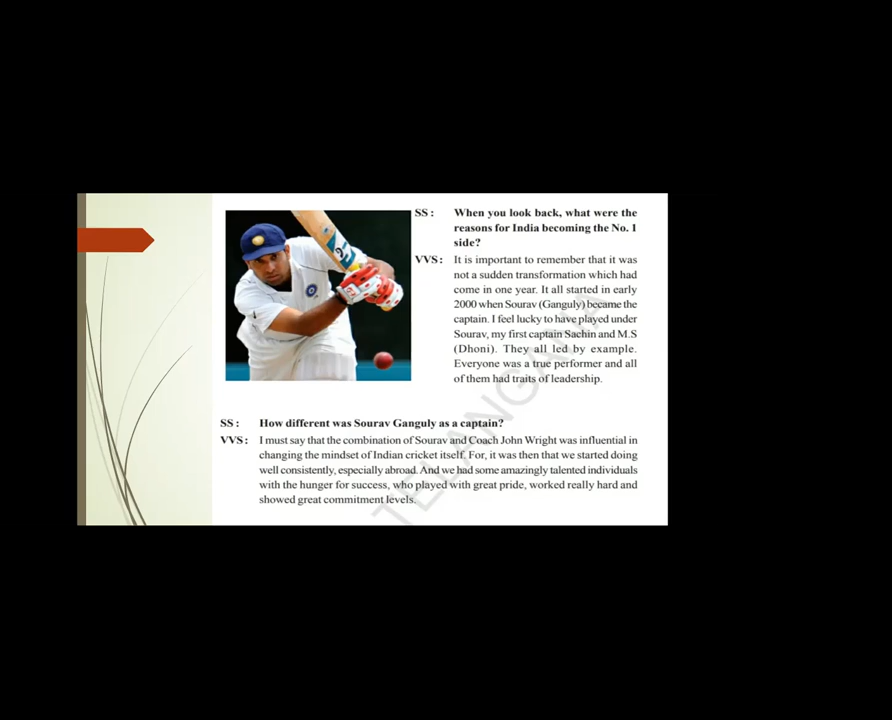 SS : When you look back, what were the
reasons for India becoming the No. 1
side?
VVS : It is important to remember that it was
not a sudden transformation which had
come in one year. It all started in early
2000 when Sourav (Ganguly) became the
captain. I feel lucky to have played under
Sourav, my first captain Sachin and M.S
(Dhoni). They all led by example.
Everyone was a true performer and all
of them had traits of leadership.
SS : How different was Sourav Ganguly as a captain?
VVS : I must say that the combination of Sourav and Coach John Wright was influential in
changing the mindset of Indian cricket itself. For, it was then that we started doing
well consistently, especially abroad. And we had some amazingly talented individuals
with the hunger for success, who played with great pride, worked really hard and
showed great commitment levels.
TELANGANA